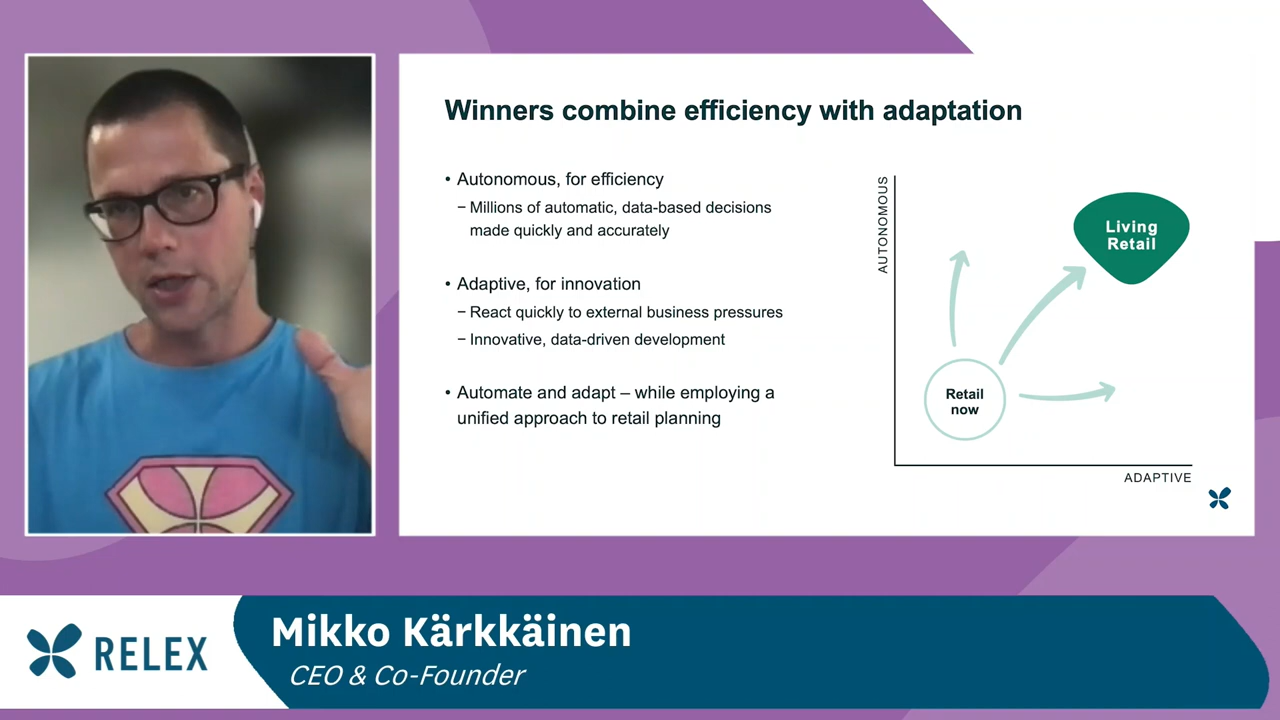 Winners combine efficiency with adaptation
• Autonomous, for efficiency
– Millions of automatic, data-based decisions
made quickly and accurately
• Adaptive, for innovation
– React quickly to external business pressures
– Innovative, data-driven development
• Automate and adapt – while employing a
unified approach to retail planning
AUTONOMOUS
Living
Retail
Retail
now
ADAPTIVE
RELEX
Mikko Kärkkäinen
CEO & Co-Founder